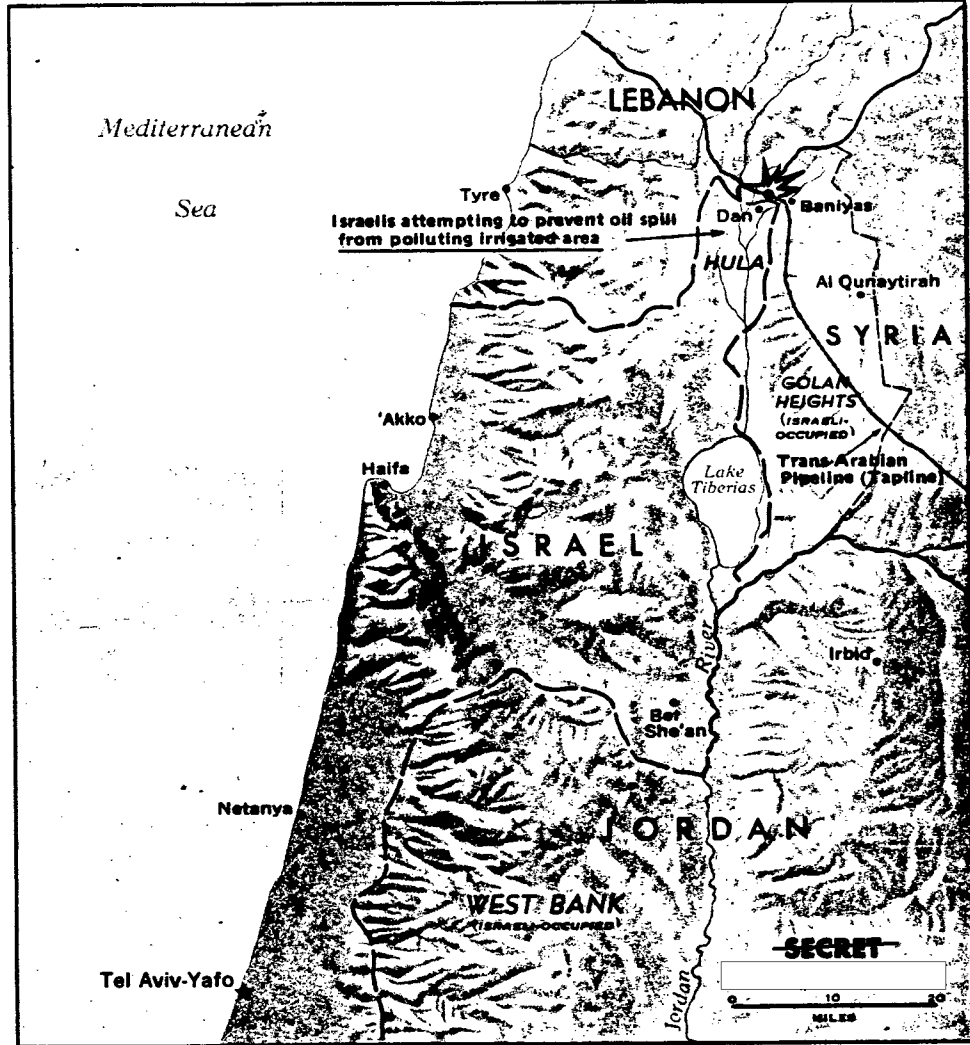 LEBANON
Mediterranean
Sea
Tyre
Israelis attempting to prevent oil spill
from polluting irrigated area
Dan
Baniyas
HULA
Al Qunaytirah
SYRIA
GOLAN
HEIGHTS
(ISRAELI-
OCCUPIED)
'Akko
Trans-Arabian
Pipeline (Tapline)
Haifa
Lake
Tiberias
ISRAEL
River
Irbid
Bet
She'an
Netanya
JORDAN
WEST BANK
(ISRAELI-OCCUPIED)
SECRET
Tel Aviv-Yafo
Jordan
0 10 20
MILES